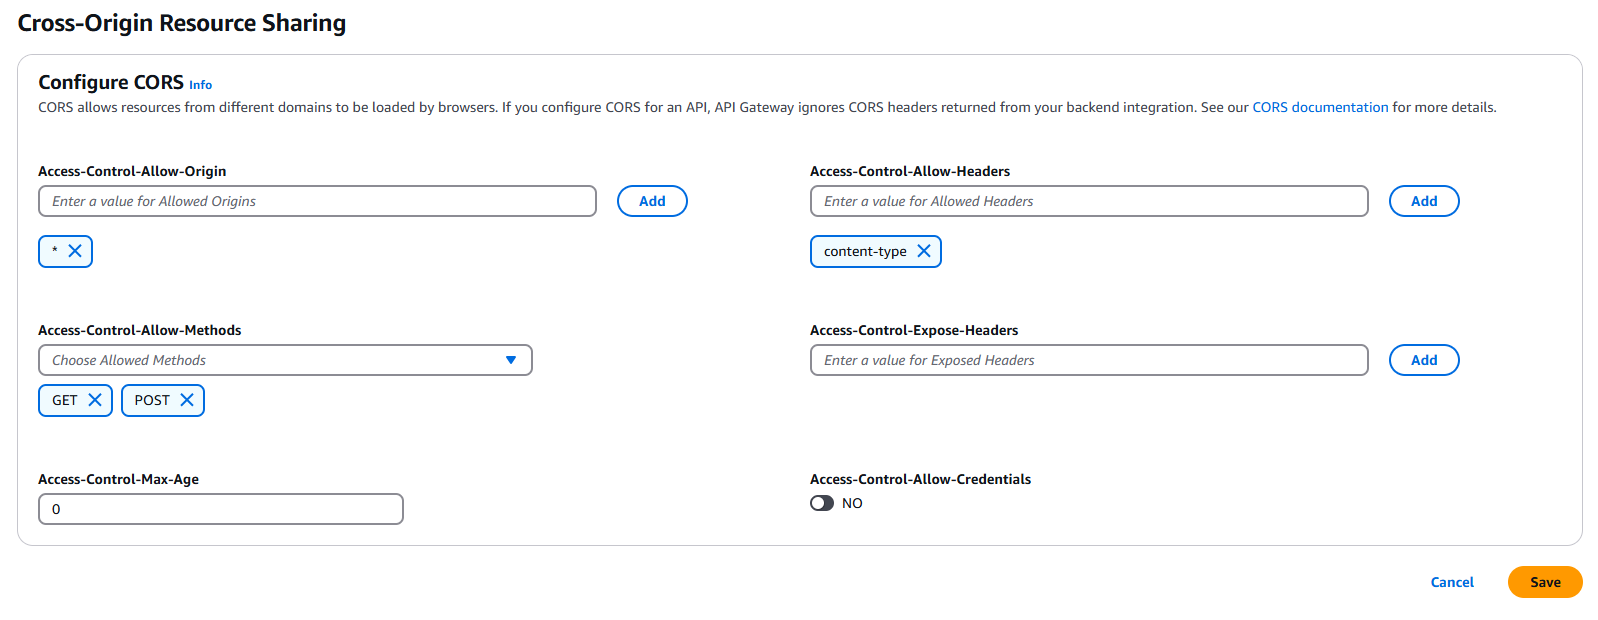 Cross-Origin Resource Sharing
Configure CORS Info
CORS allows resources from different domains to be loaded by browsers. If you configure CORS for an API, API Gateway ignores CORS headers returned from your backend integration. See our CORS documentation for more details.
Access-Control-Allow-Origin
Enter a value for Allowed Origins
Add
*
Access-Control-Allow-Headers
Enter a value for Allowed Headers
Add
content-type
Access-Control-Allow-Methods
Choose Allowed Methods
GET POST
Access-Control-Expose-Headers
Enter a value for Exposed Headers
Add
Access-Control-Max-Age
0
Access-Control-Allow-Credentials
NO
Cancel Save